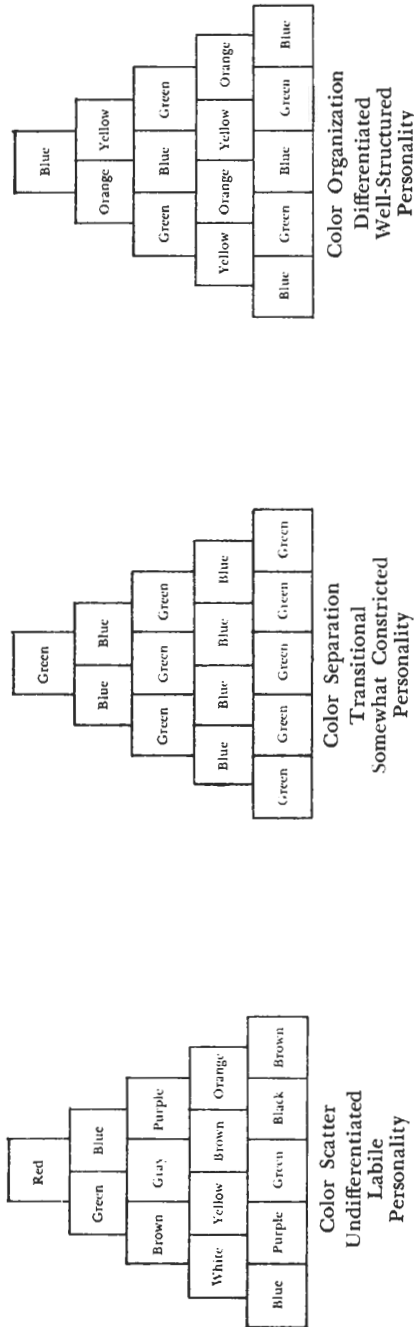 Red
Green Blue
Brown Gray Purple
White Yellow Brown Orange
Blue Purple Green Black Brown
Color Scatter
Undifferentiated
Labile
Personality
Green
Blue Blue
Green Green Green
Blue Blue Blue Blue
Green Green Green Green Green
Color Separation
Transitional
Somewhat Constricted
Personality
Blue
Orange Yellow
Green Blue Green
Yellow Orange Yellow Orange
Blue Green Blue Green Blue
Color Organization
Differentiated
Well-Structured
Personality